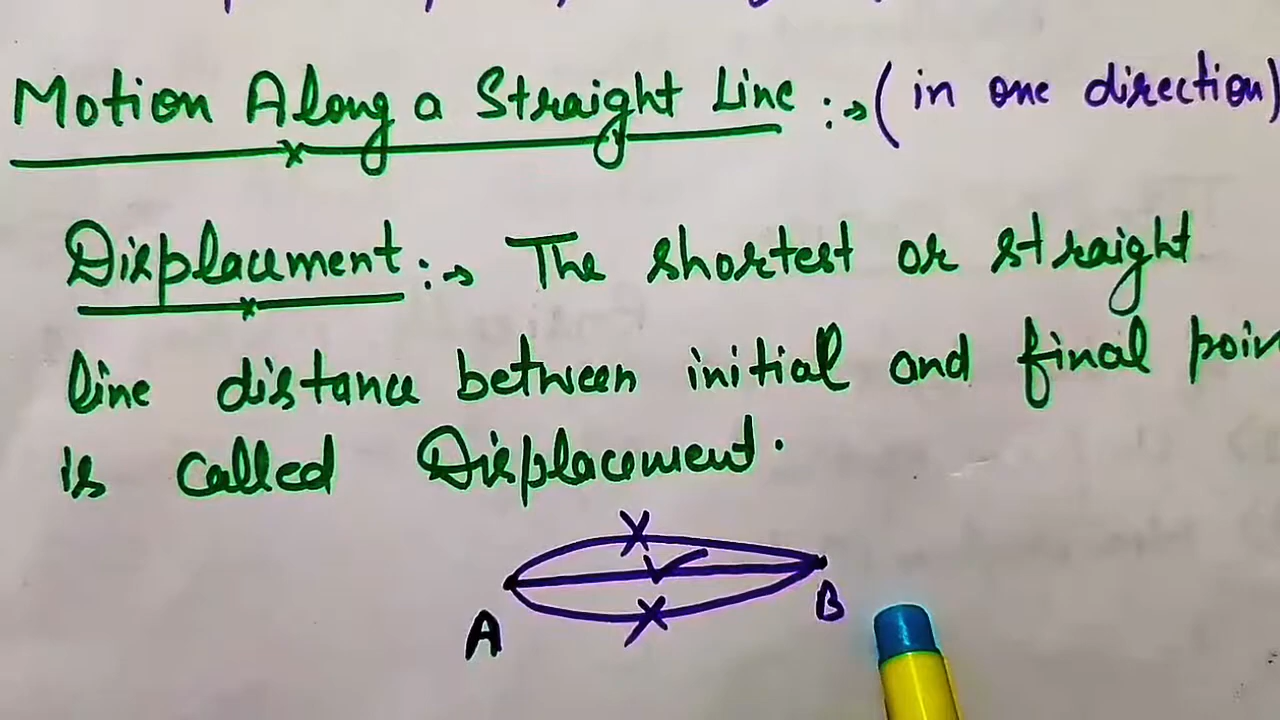 Motion Along a Straight Line :→ (in one direction)
Displacement :→ The shortest or straight
line distance between initial and final poin
is called Displacement.
A
B